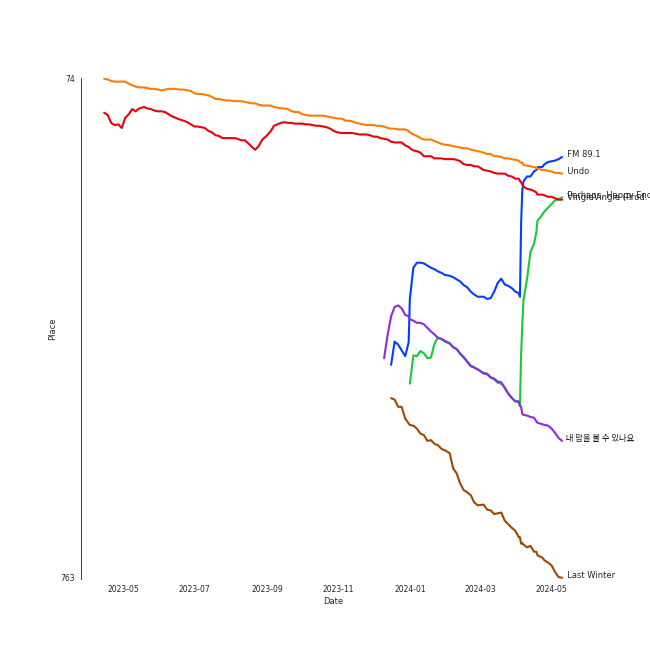 74
FM 89.1
Undo
Perhaps, Happy End
Place
내 맘을 볼 수 있나요
Last Winter
763
2023-05 2023-07 2023-09 2023-11 2024-01 2024-03 2024-05
Date